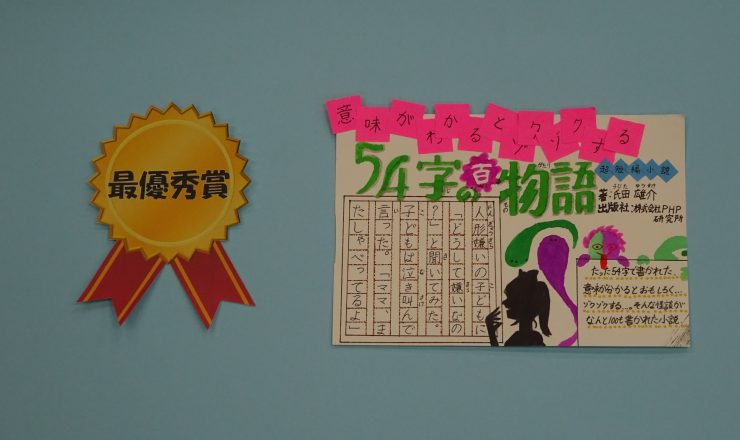 最優秀賞
意味がわかるとゾクゾクする
54字の百物語
超短編小説
著:氏田雄介
出版社:株式会社PHP
研究所
人形嫌いの子どもに
「どうして嫌いなの
?」と聞いてみた。
子どもは泣き叫んで
言った。「ママ、ま
たしゃべってるよ」
たった54字で書かれた、
意味が分かるとおもしろく…
ゾクゾクする…。そんな怪談が
なんと100も書かれた小説!